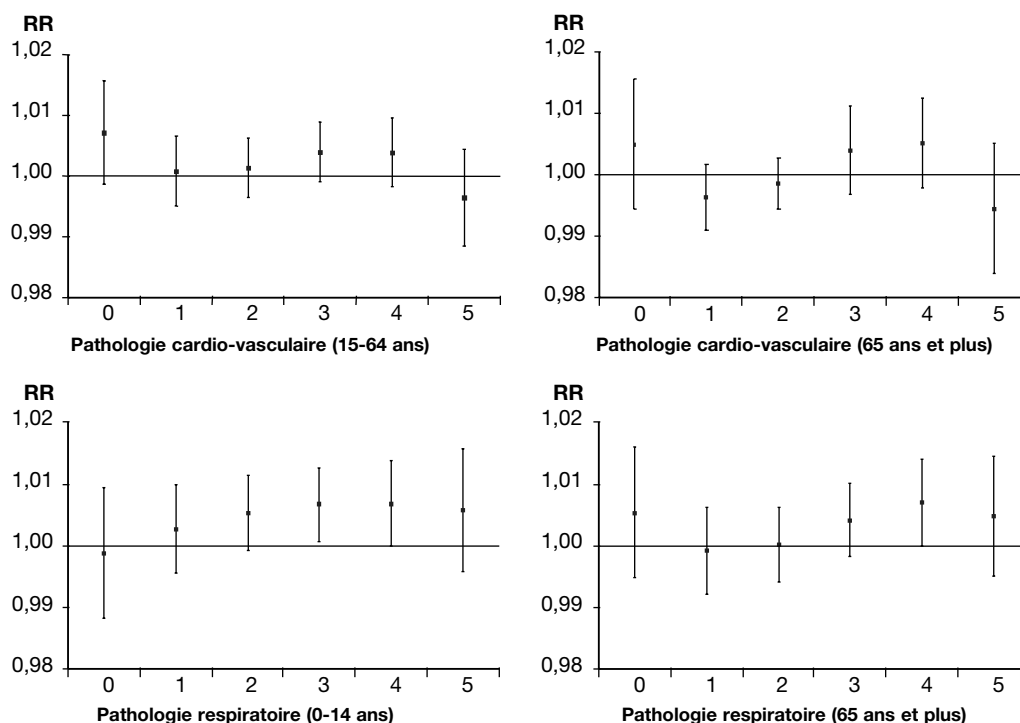 RR
1,02
1,01
1,00
0,99
0,98
0 1 2 3 4 5
Pathologie cardio-vasculaire (15-64 ans)
RR
1,02
1,01
1,00
0,99
0,98
0 1 2 3 4 5
Pathologie cardio-vasculaire (65 ans et plus)
RR
1,02
1,01
1,00
0,99
0,98
0 1 2 3 4 5
Pathologie respiratoire (0-14 ans)
RR
1,02
1,01
1,00
0,99
0,98
0 1 2 3 4 5
Pathologie respiratoire (65 ans et plus)